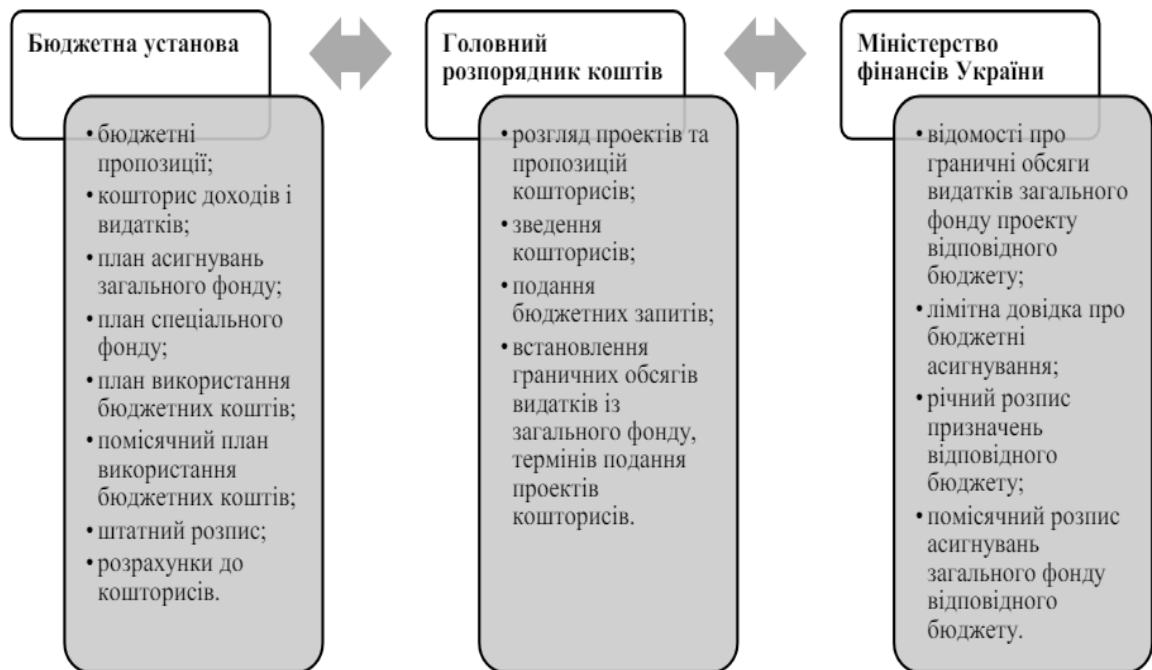 Бюджетна установа
• бюджетні
пропозиції;
• кошторис доходів і
видатків;
• план асигнувань
загального фонду;
• план спеціального
фонду;
• план використання
бюджетних коштів;
• помісячний план
використання
бюджетних коштів;
• штатний розпис;
• розрахунки до
кошторисів.
Головний
розпорядник коштів
• розгляд проектів та
пропозицій
кошторисів;
• зведення
кошторисів;
• подання
бюджетних запитів;
• встановлення
граничних обсягів
видатків із
загального фонду,
термінів подання
проектів
кошторисів.
Міністерство
фінансів України
• відомості про
граничні обсяги
видатків загального
фонду проекту
відповідного
бюджету;
• лімітна довідка про
бюджетні
асигнування;
• річний розпис
призначень
відповідного
бюджету;
• помісячний розпис
асигнувань
загального фонду
відповідного
бюджету.